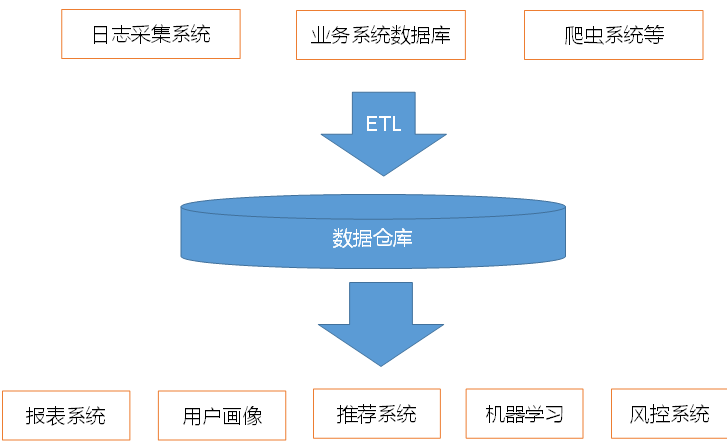 日志采集系统
业务系统数据库
爬虫系统等
ETL
数据仓库
报表系统
用户画像
推荐系统
机器学习
风控系统